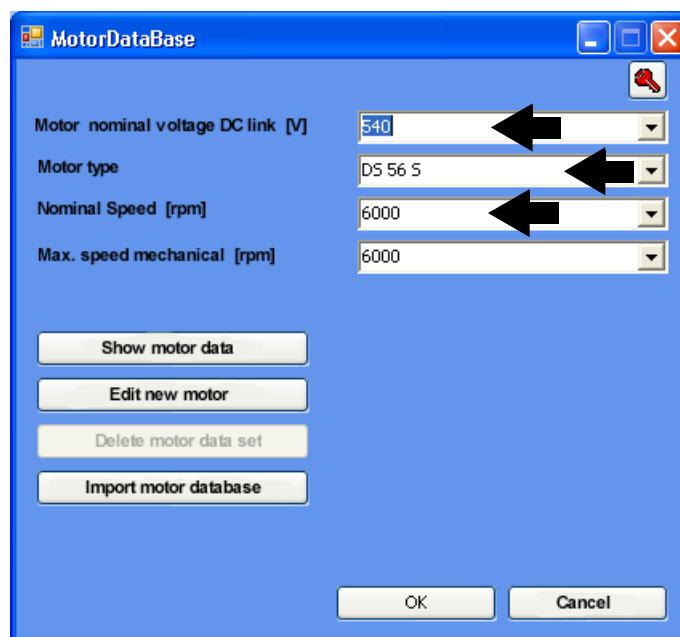 MotorDataBase
Motor nominal voltage DC link [V] 540
Motor type DS 56 S
Nominal Speed [rpm] 6000
Max. speed mechanical [rpm] 6000
Show motor data
Edit new motor
Delete motor data set
Import motor database
OK Cancel